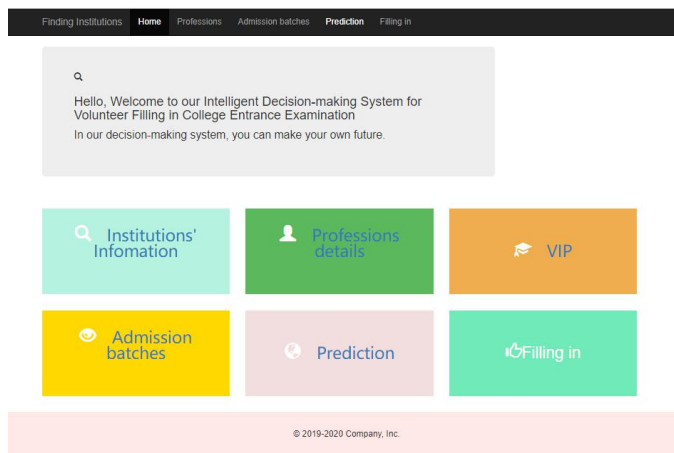 Finding Institutions Home Professions Admission batches Prediction Filling in
Hello, Welcome to our Intelligent Decision-making System for
Volunteer Filling in College Entrance Examination
In our decision-making system, you can make your own future.
Institutions'
Infomation
Professions
details
VIP
Admission
batches
Prediction
Filling in
© 2019-2020 Company, Inc.